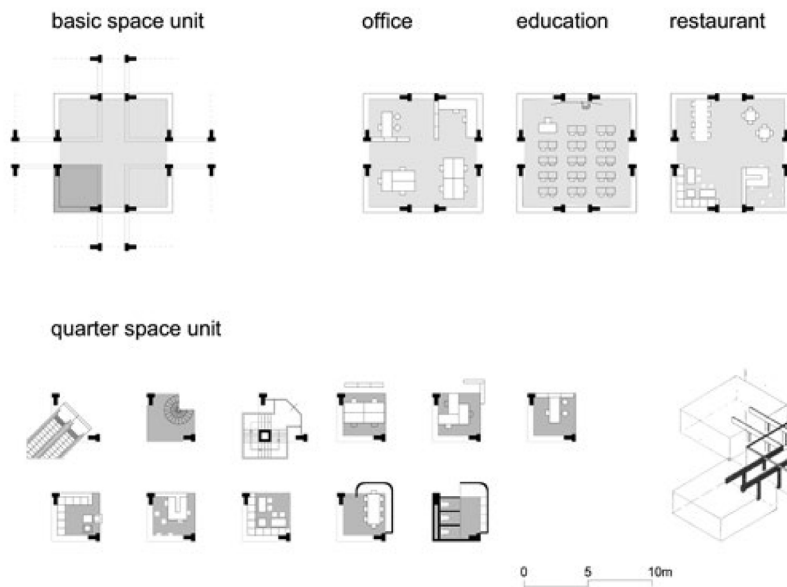 basic space unit
office
education
restaurant
quarter space unit
0 5 10m